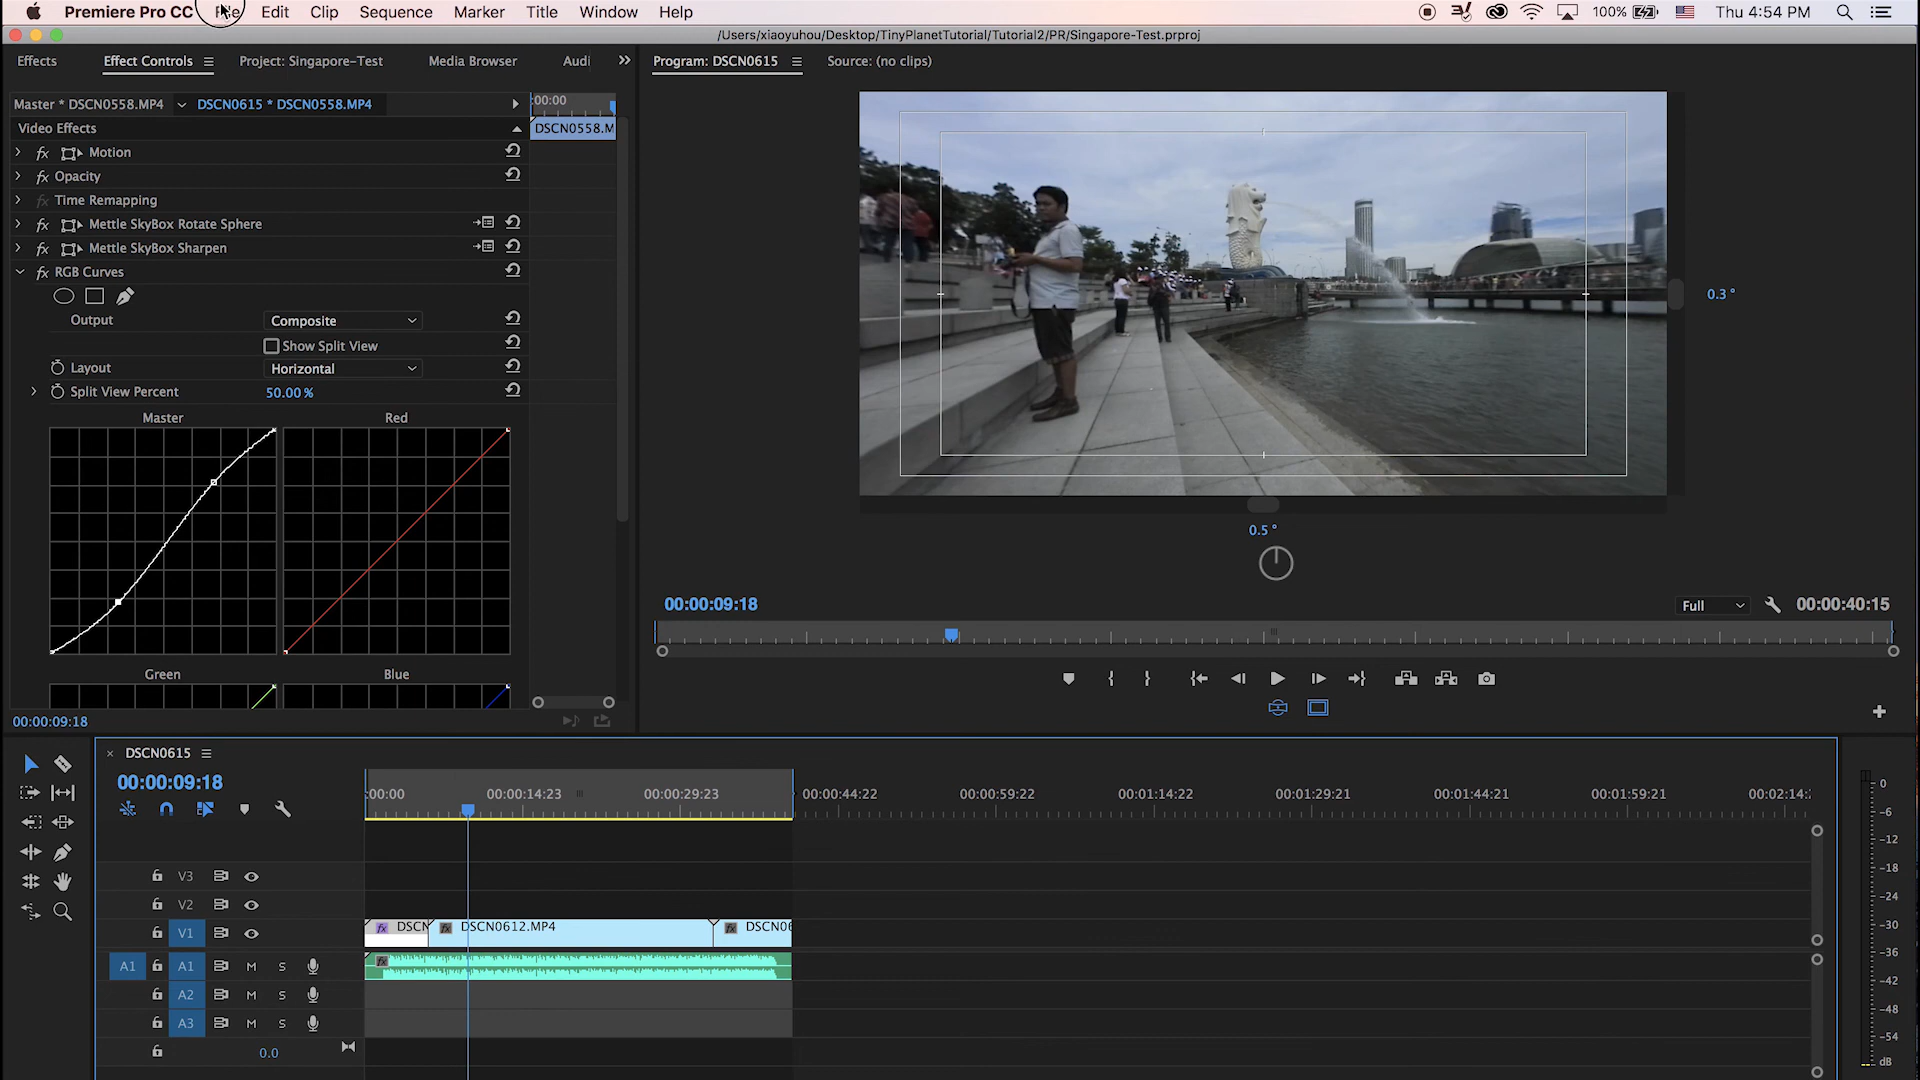 Premiere Pro CC File Edit Clip Sequence Marker Title Window Help 100% Thu 4:54 PM
/Users/xiaoyuhou/Desktop/TinyPlanetTutorial/Tutorial2/PR/Singapore-Test.prproj
Effects Effect Controls Project: Singapore-Test Media Browser Audi Program: DSCN0615 Source: (no clips)
Master * DSCN0558.MP4 DSCN0615 * DSCN0558.MP4 :00:00
Video Effects DSCN0558.M
fx Motion
fx Opacity
fx Time Remapping
fx Mettle SkyBox Rotate Sphere
fx Mettle SkyBox Sharpen
fx RGB Curves
0.3 °
Output Composite
Show Split View
Layout Horizontal
Split View Percent 50.00 %
Master Red
0.5 °
00:00:09:18 Full 00:00:40:15
Green Blue
00:00:09:18
DSCN0615
00:00:09:18
:00:00 00:00:14:23 00:00:29:23 00:00:44:22 00:00:59:22 00:01:14:22 00:01:29:21 00:01:44:21 00:01:59:21 00:02:14:2
V3
V2
V1 fx DSCN fx DSCN0612.MP4 fx DSCN06
A1 A1 M S fx
A2 M S
A3 M S
0.0
0
-6
-12
-18
-24
-30
-36
-42
-48
-54
dB